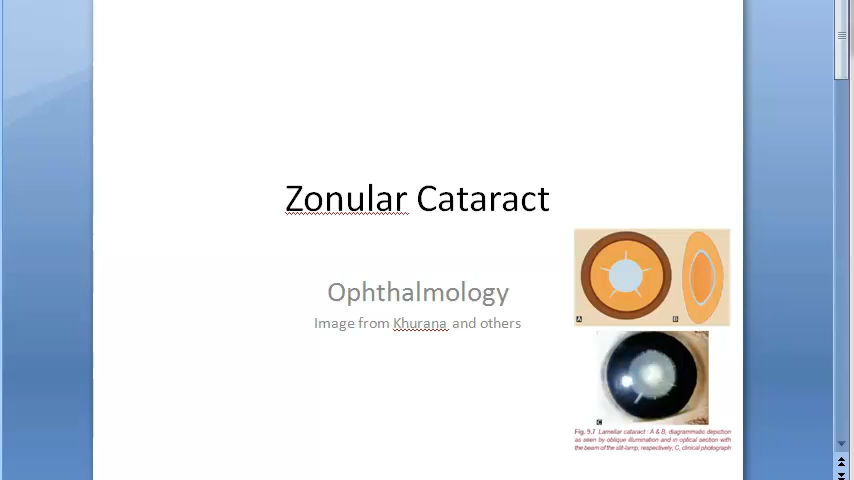 Zonular Cataract
Ophthalmology
Image from Khurana and others
A
B
C
Fig. 9.7 Lamellar cataract : A & B, diagrammatic depiction
as seen by oblique illumination and in optical section with
the beam of the slit-lamp, respectively, C, clinical photograph